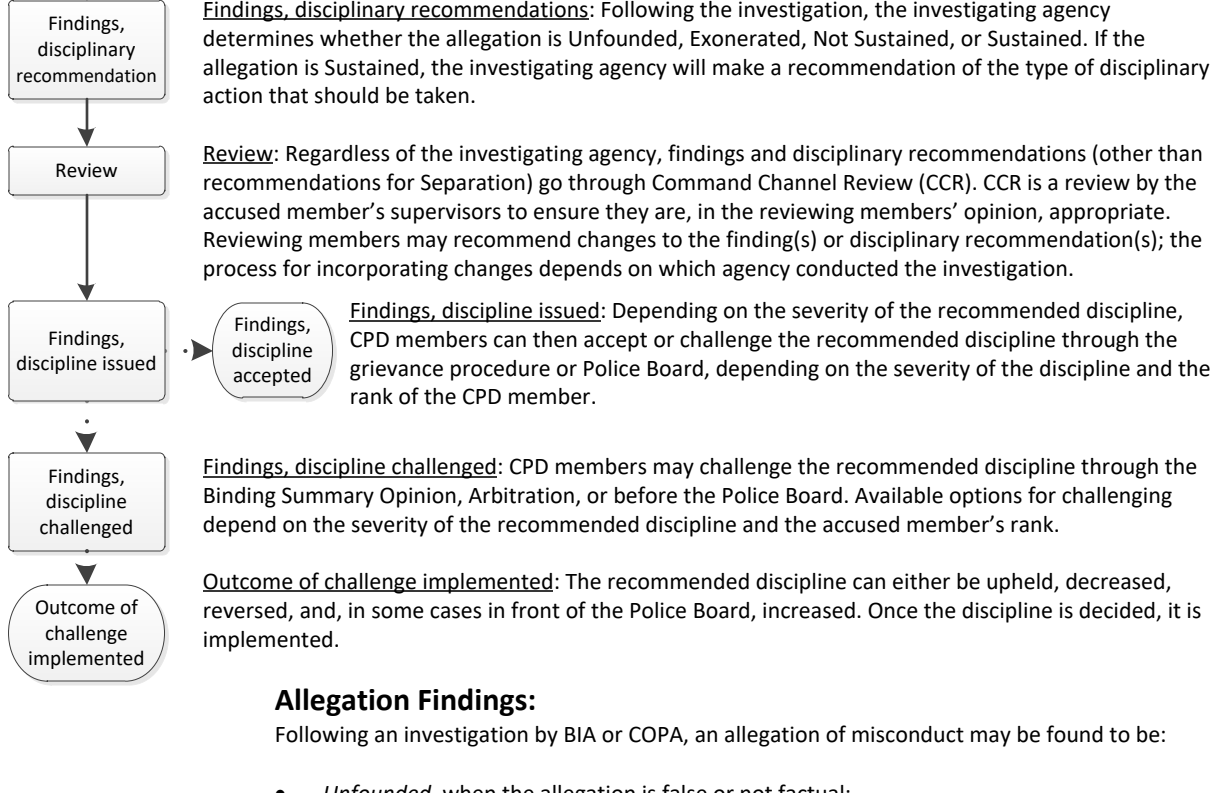 Findings,
disciplinary
recommendation
Findings, disciplinary recommendations: Following the investigation, the investigating agency
determines whether the allegation is Unfounded, Exonerated, Not Sustained, or Sustained. If the
allegation is Sustained, the investigating agency will make a recommendation of the type of disciplinary
action that should be taken.
Review
Review: Regardless of the investigating agency, findings and disciplinary recommendations (other than
recommendations for Separation) go through Command Channel Review (CCR). CCR is a review by the
accused member's supervisors to ensure they are, in the reviewing members' opinion, appropriate.
Reviewing members may recommend changes to the finding(s) or disciplinary recommendation(s); the
process for incorporating changes depends on which agency conducted the investigation.
Findings,
discipline issued
Findings,
discipline
accepted
Findings, discipline issued: Depending on the severity of the recommended discipline,
CPD members can then accept or challenge the recommended discipline through the
grievance procedure or Police Board, depending on the severity of the discipline and the
rank of the CPD member.
Findings,
discipline
challenged
Findings, discipline challenged: CPD members may challenge the recommended discipline through the
Binding Summary Opinion, Arbitration, or before the Police Board. Available options for challenging
depend on the severity of the recommended discipline and the accused member's rank.
Outcome of
challenge
implemented
Outcome of challenge implemented: The recommended discipline can either be upheld, decreased,
reversed, and, in some cases in front of the Police Board, increased. Once the discipline is decided, it is
implemented.
Allegation Findings:
Following an investigation by BIA or COPA, an allegation of misconduct may be found to be:
• Unfounded, when the allegation is false or not factual;